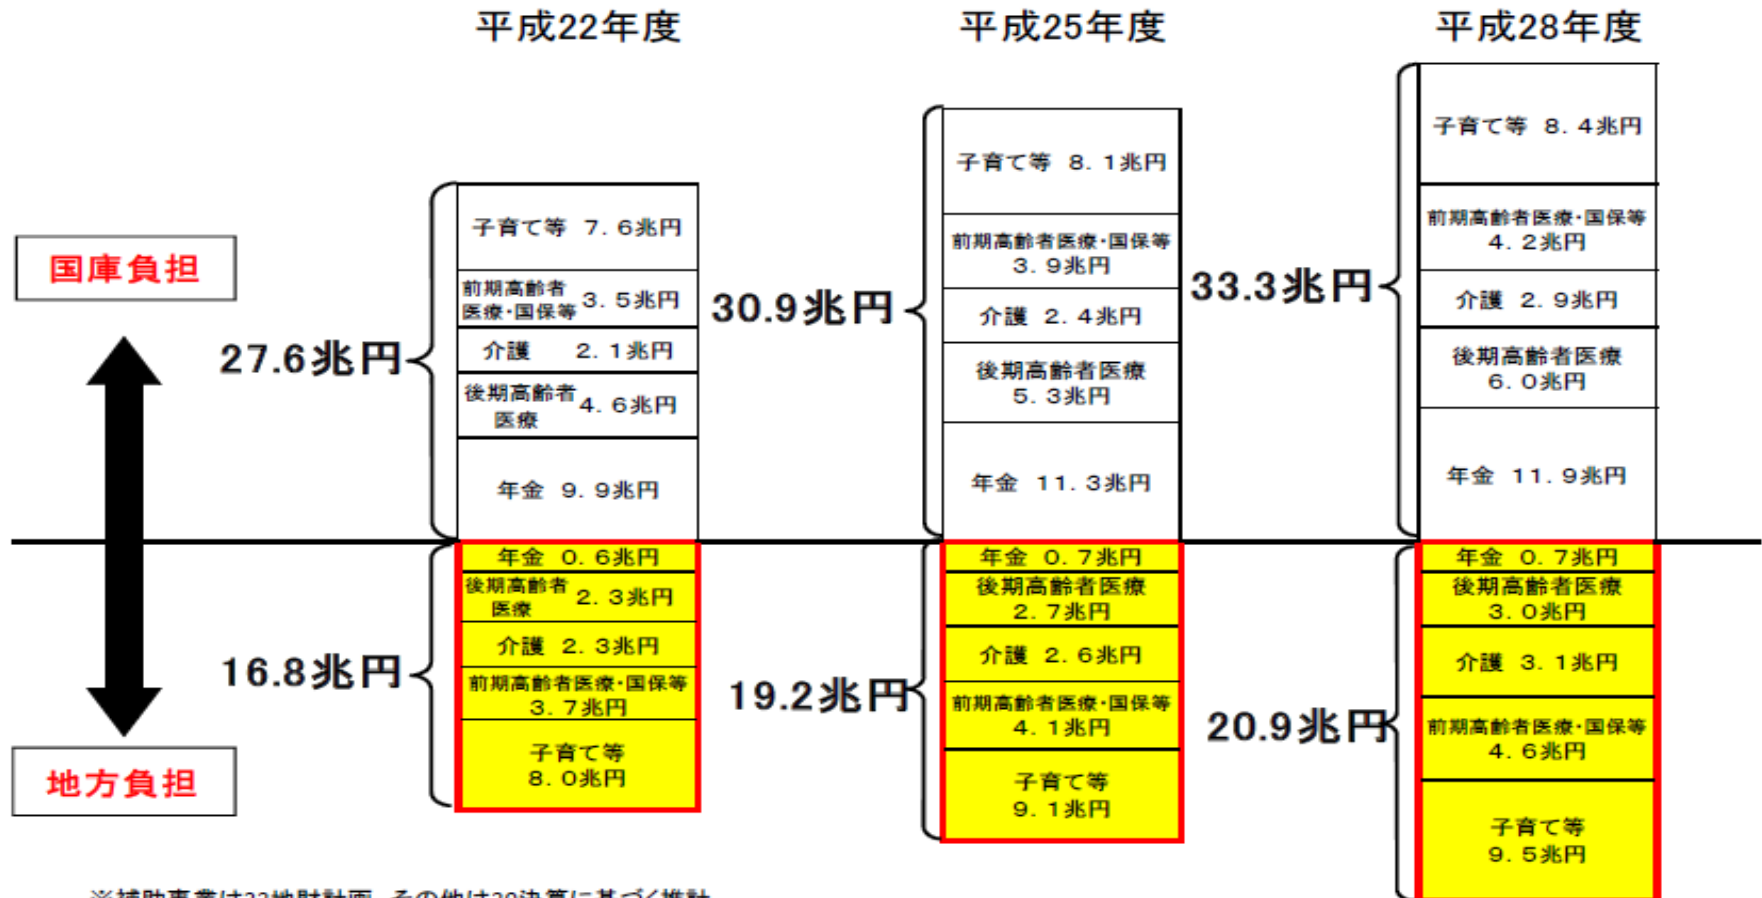 平成22年度
平成25年度
平成28年度
国庫負担
27.6兆円
子育て等 7.6兆円
前期高齢者
医療・国保等 3.5兆円
介護 2.1兆円
後期高齢者
医療 4.6兆円
年金 9.9兆円
30.9兆円
子育て等 8.1兆円
前期高齢者医療・国保等
3.9兆円
介護 2.4兆円
後期高齢者医療
5.3兆円
年金 11.3兆円
33.3兆円
子育て等 8.4兆円
前期高齢者医療・国保等
4.2兆円
介護 2.9兆円
後期高齢者医療
6.0兆円
年金 11.9兆円
地方負担
16.8兆円
年金 0.6兆円
後期高齢者
医療 2.3兆円
介護 2.3兆円
前期高齢者医療・国保等
3.7兆円
子育て等
8.0兆円
19.2兆円
年金 0.7兆円
後期高齢者医療
2.7兆円
介護 2.6兆円
前期高齢者医療・国保等
4.1兆円
子育て等
9.1兆円
20.9兆円
年金 0.7兆円
後期高齢者医療
3.0兆円
介護 3.1兆円
前期高齢者医療・国保等
4.6兆円
子育て等
9.5兆円